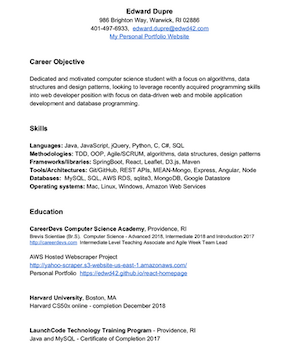 Edward Dupre
986 Brighton Way, Warwick, RI 02886
401-497-6933, edward.dupre@edwd42.com
My Personal Portfolio Website
Career Objective
Dedicated and motivated computer science student with a focus on algorithms, data
structures and design patterns, looking to leverage recently acquired programming skills
into web developer position with focus on data-driven web and mobile application
development and database programming.
Skills
Languages: Java, JavaScript, jQuery, Python, C, C#, SQL
Methodologies: TDD, OOP, Agile/SCRUM, algorithms, data structures, design patterns
Frameworks/libraries: SpringBoot, React, Leaflet, D3.js, Maven
Tools/Architectures: Git/GitHub, REST APIs, MEAN-Mongo, Express, Angular, Node
Databases: MySQL, SQL, AWS RDS, sqlite3, MongoDB, Google Datastore
Operating systems: Mac, Linux, Windows, Amazon Web Services
Education
CareerDevs Computer Science Academy, Providence, RI
Brevis Scientiae (B.Sc), Computer Science - Advanced 2018, Intermediate 2018 and Introduction 2017
http://careerdevs.com Intermediate Level Teaching Associate and Agile Week Team Lead
AWS Hosted Webscraper Project
http://yahoo-scraper.s3-website-us-east-1.amazonaws.com/
Personal Portfolio https://edwd42.github.io/react-homepage
Harvard University, Boston, MA
Harvard CS50x online - completion December 2018
LaunchCode Technology Training Program - Providence, RI
Java and MySQL - Certificate of Completion 2017